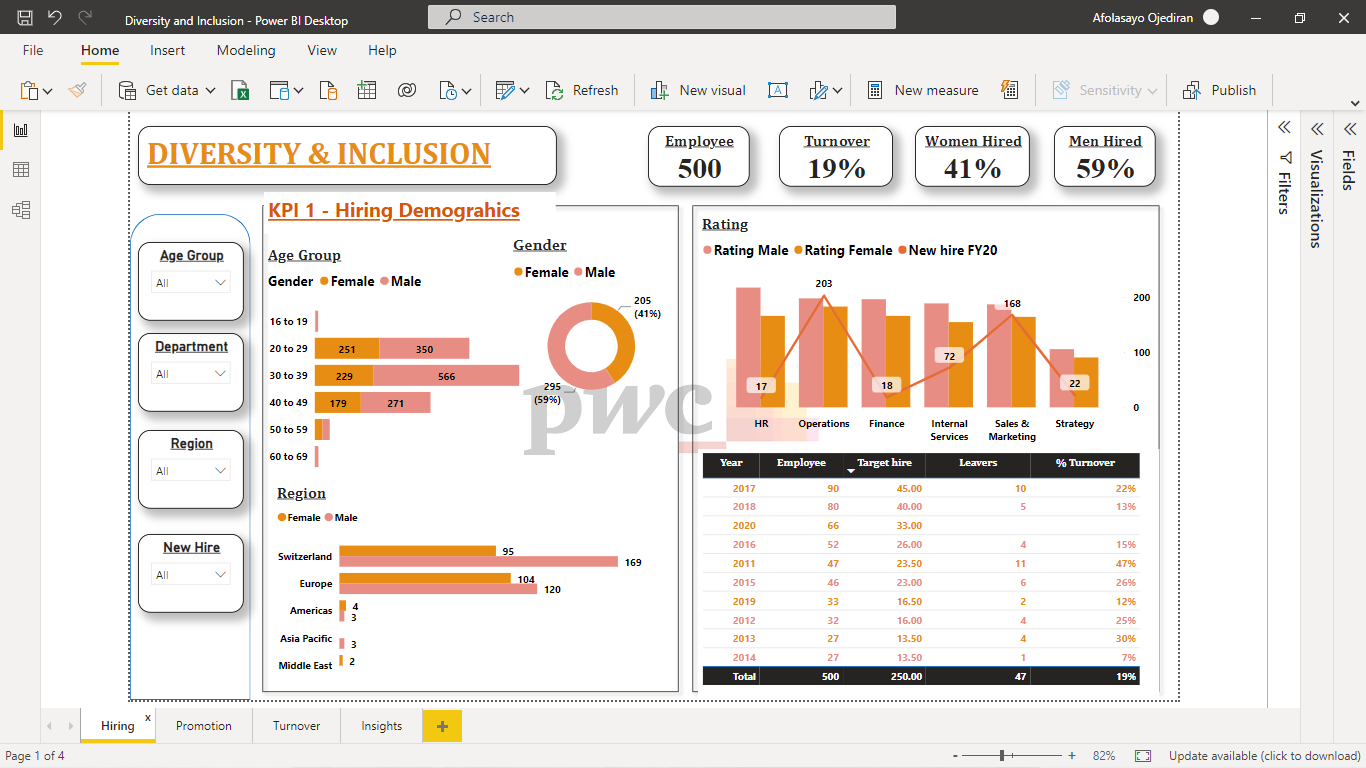 Diversity and Inclusion - Power BI Desktop
Search
Afolasayo Ojediran
File Home Insert Modeling View Help
Get data
Refresh
New visual
New measure
Sensitivity
Publish
DIVERSITY & INCLUSION
Employee
500
Turnover
19%
Women Hired
41%
Men Hired
59%
Filters
Visualizations
Fields
Age Group
All
Department
All
Region
All
New Hire
All
KPI 1 - Hiring Demograhics
Age Group
Gender Female Male
16 to 19
20 to 29 251 350
30 to 39 229 566
40 to 49 179 271
50 to 59
60 to 69
Gender
Female Male
205
(41%)
295
(59%)
pwc
Region
Female Male
Switzerland 95
169
Europe 104
120
Americas 4
3
Asia Pacific 3
Middle East 2
Rating
Rating Male Rating Female New hire FY20
203
168
72
17
18
22
200
100
0
HR Operations Finance Internal Services Sales & Marketing Strategy
Year Employee Target hire Leavers % Turnover
2017 90 45.00 10 22%
2018 80 40.00 5 13%
2020 66 33.00
2016 52 26.00 4 15%
2011 47 23.50 11 47%
2015 46 23.00 6 26%
2019 33 16.50 2 12%
2012 32 16.00 4 25%
2013 27 13.50 4 30%
2014 27 13.50 1 7%
Total 500 250.00 47 19%
Hiring x Promotion Turnover Insights +
Page 1 of 4
- + 82%
Update available (click to download)